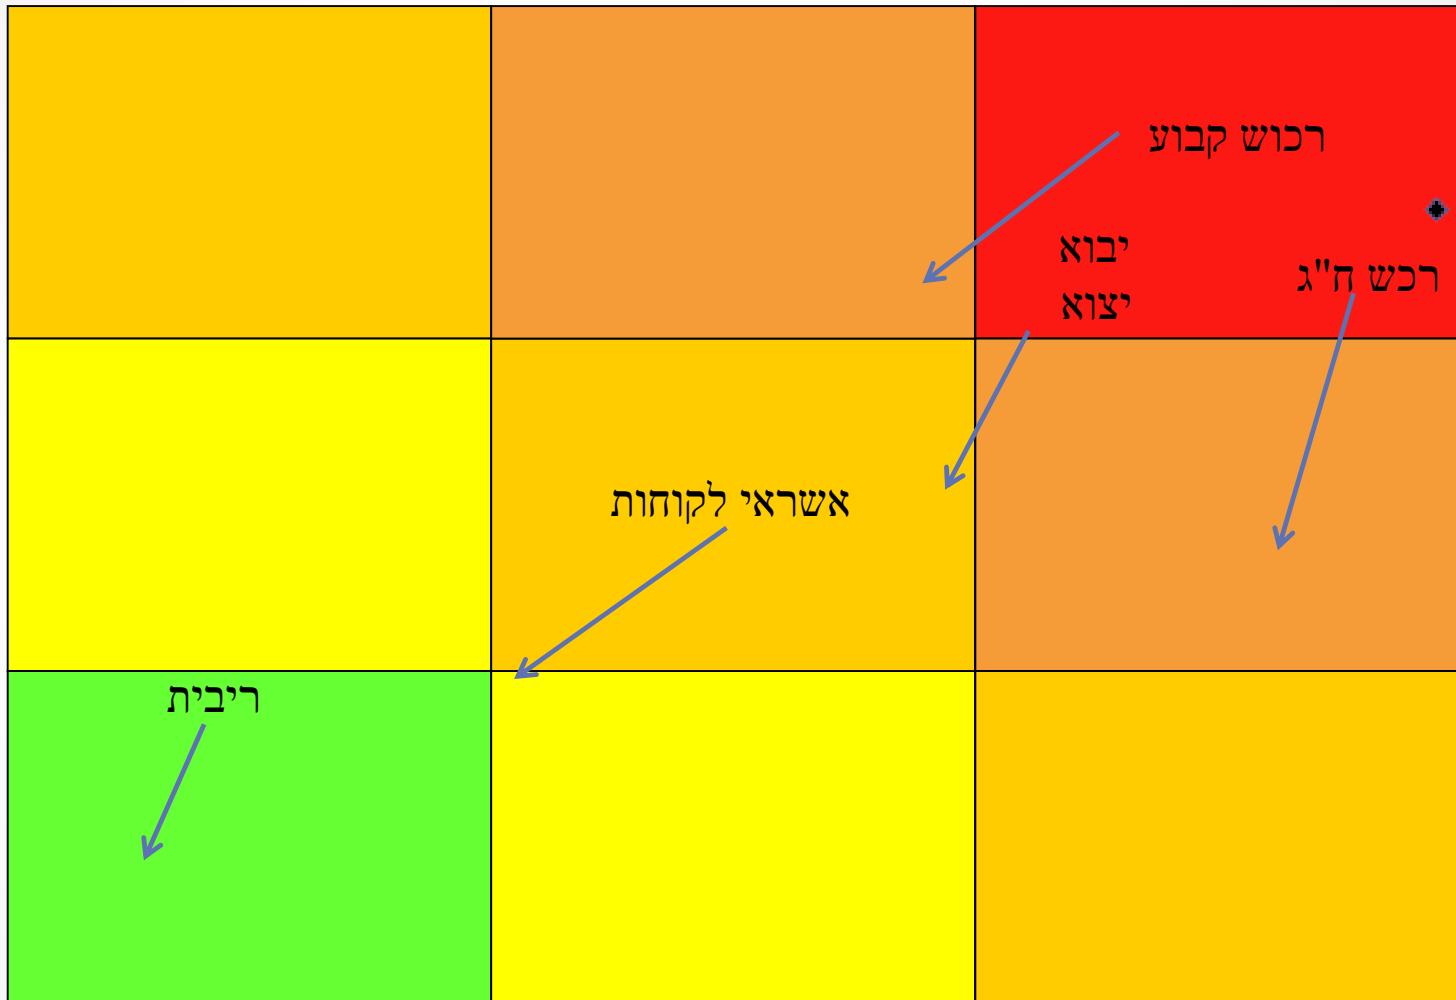 רכוש קבוע
יבוא
יצוא
רכש ח"ג
אשראי לקוחות
ריבית